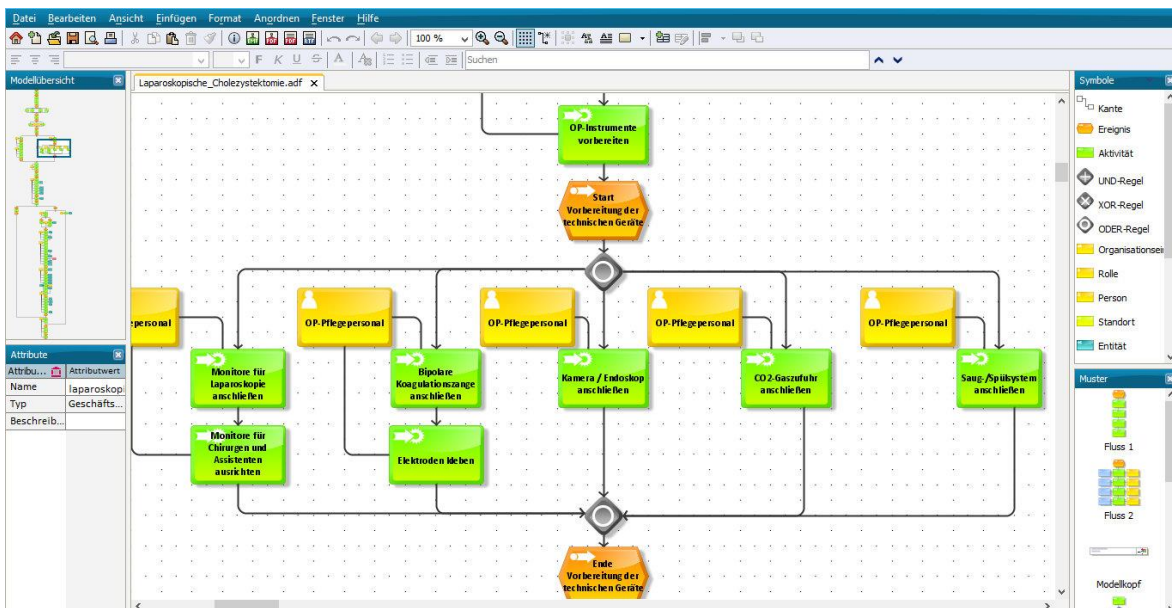 Datei Bearbeiten Ansicht Einfügen Format Anordnen Fenster Hilfe
100 %
F K U S A
Suchen
Modellübersicht
Laparoskopische_Cholezystektomie.adf
OP-Instrumente
vorbereiten
Start
Vorbereitung der
technischen Geräte
epersonal
OP-Pflegepersonal
OP-Pflegepersonal
OP-Pflegepersonal
OP-Pflegepersonal
Monitore für
Laparoskopie
anschließen
Bipolare
Koagulationszange
anschließen
Kamera / Endoskop
anschließen
CO2-Gaszufuhr
anschließen
Saug-/Spülsystem
anschließen
Monitore für
Chirurgen und
Assistenten
ausrichten
Elektroden kleben
Ende
Vorbereitung der
technischen Geräte
Attribute
Attribu... Attributwert
Name laparoskopi
Typ Geschäfts...
Beschreib...
Symbole
Kante
Ereignis
Aktivität
UND-Regel
XOR-Regel
ODER-Regel
Organisationsei
Rolle
Person
Standort
Entität
Muster
Fluss 1
Fluss 2
Modellkopf